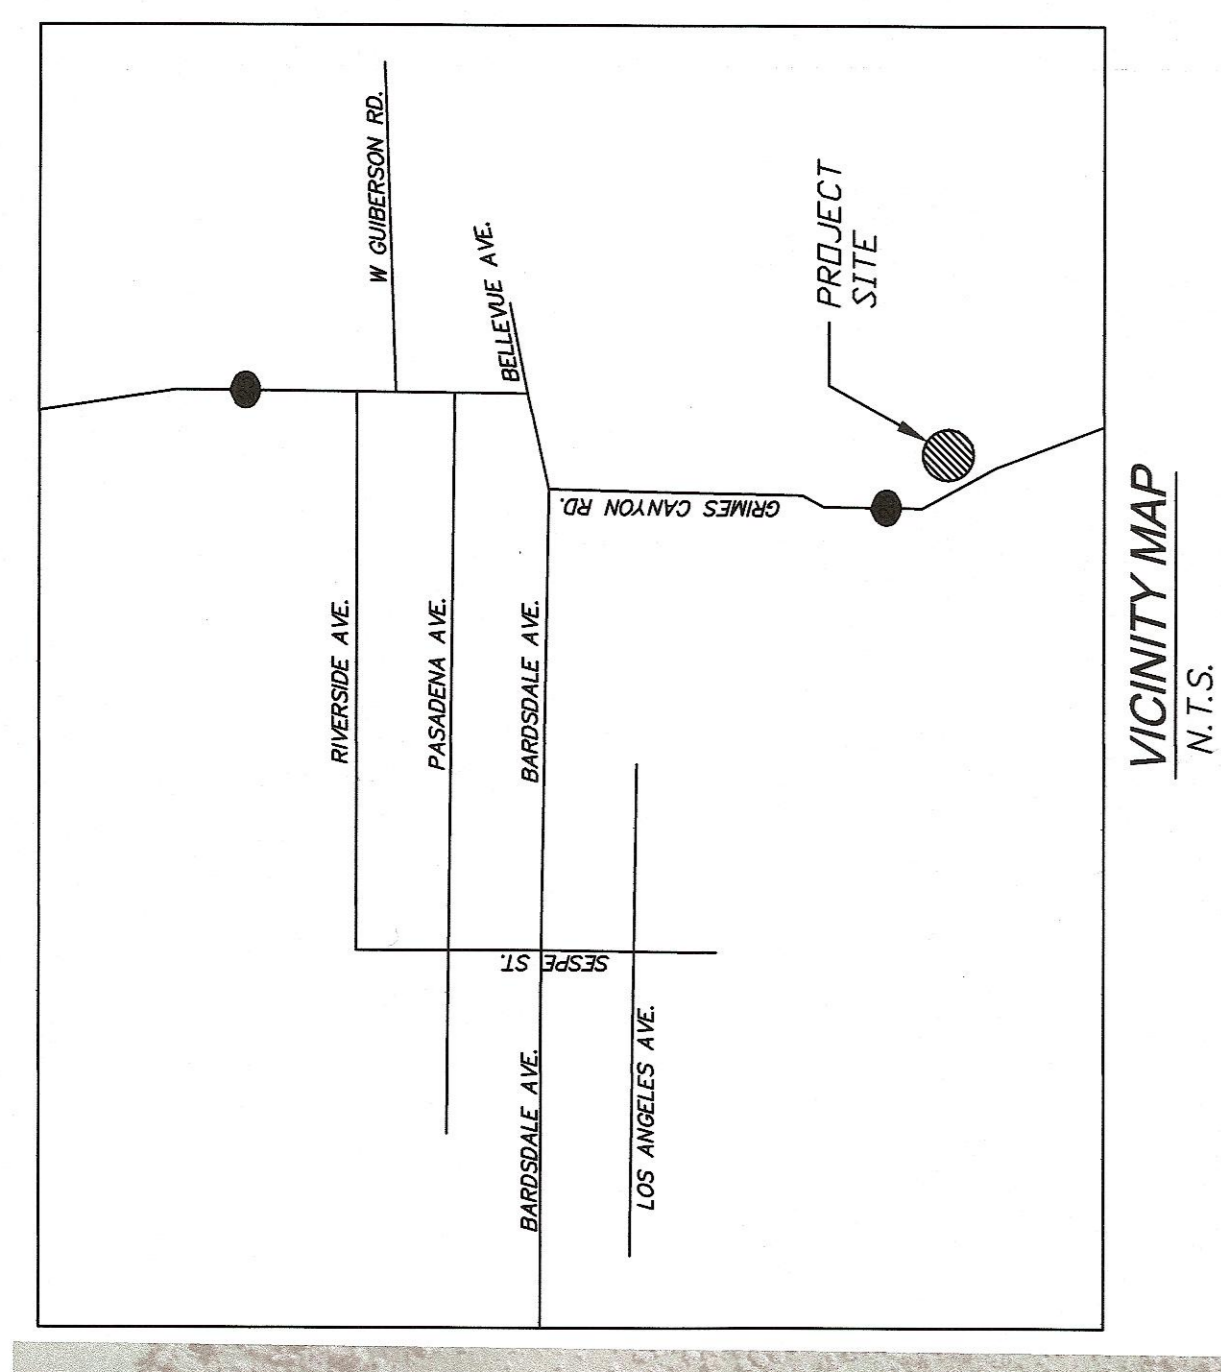 W GUIBERSON RD.
BELLEVUE AVE.
RIVERSIDE AVE.
PASADENA AVE.
BARDSDALE AVE.
GRIMES CANYON RD.
PROJECT
SITE
SESPE ST.
BARDSDALE AVE.
LOS ANGELES AVE.
VICINITY MAP
N.T.S.